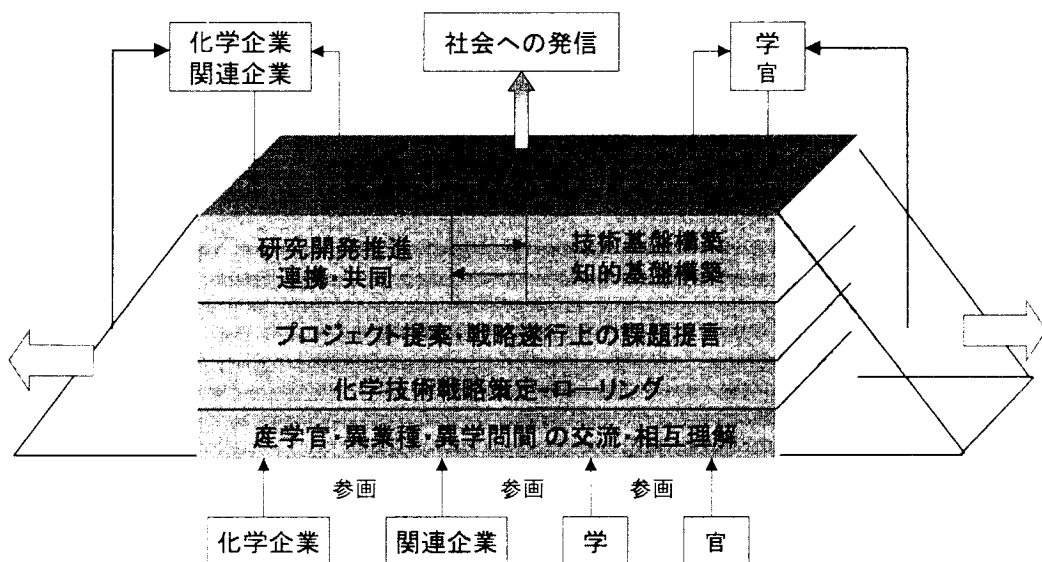 化学企業
関連企業
社会への発信
学
官
研究開発推進
連携・共同
技術基盤構築
知的基盤構築
プロジェクト提案・戦略遂行上の課題提言
化学技術戦略策定・ローリング
産学官・異業種・異学問間の交流・相互理解
参画
参画
参画
化学企業
関連企業
学
官